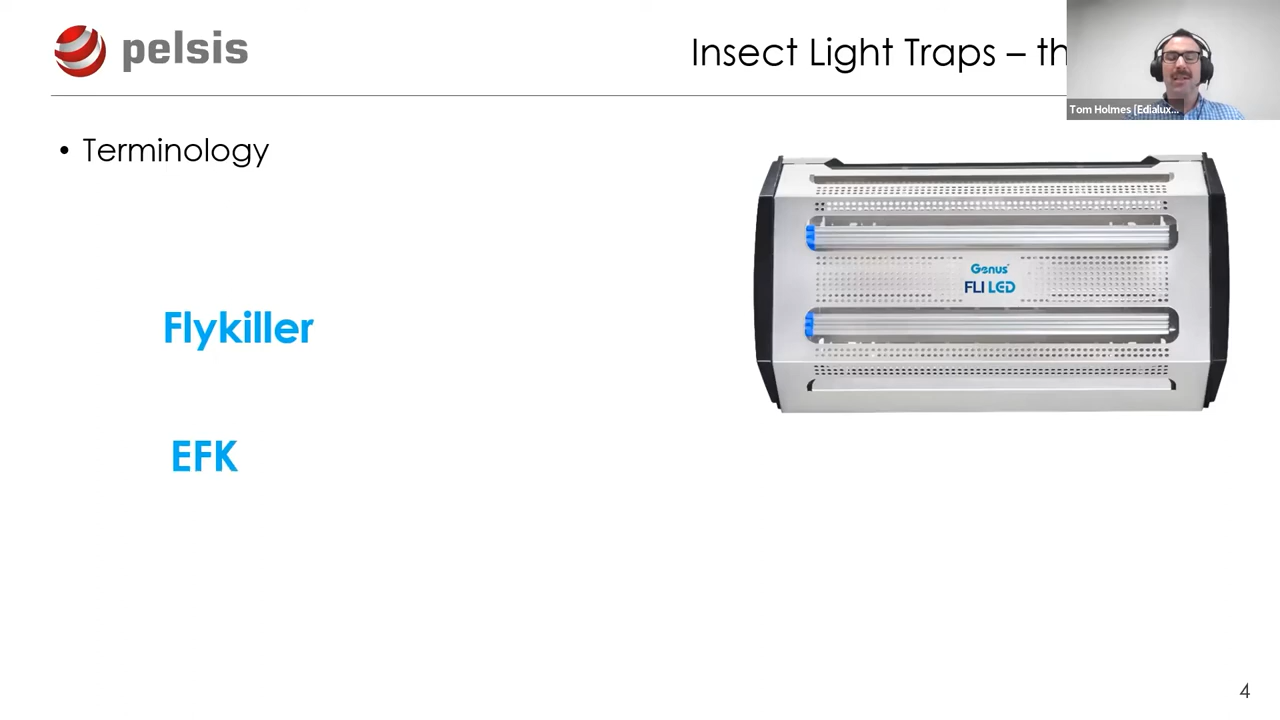 pelsis
Insect Light Traps – th
Tom Holmes [Edialux...
• Terminology
Genus
FLI LED
Flykiller
EFK
4